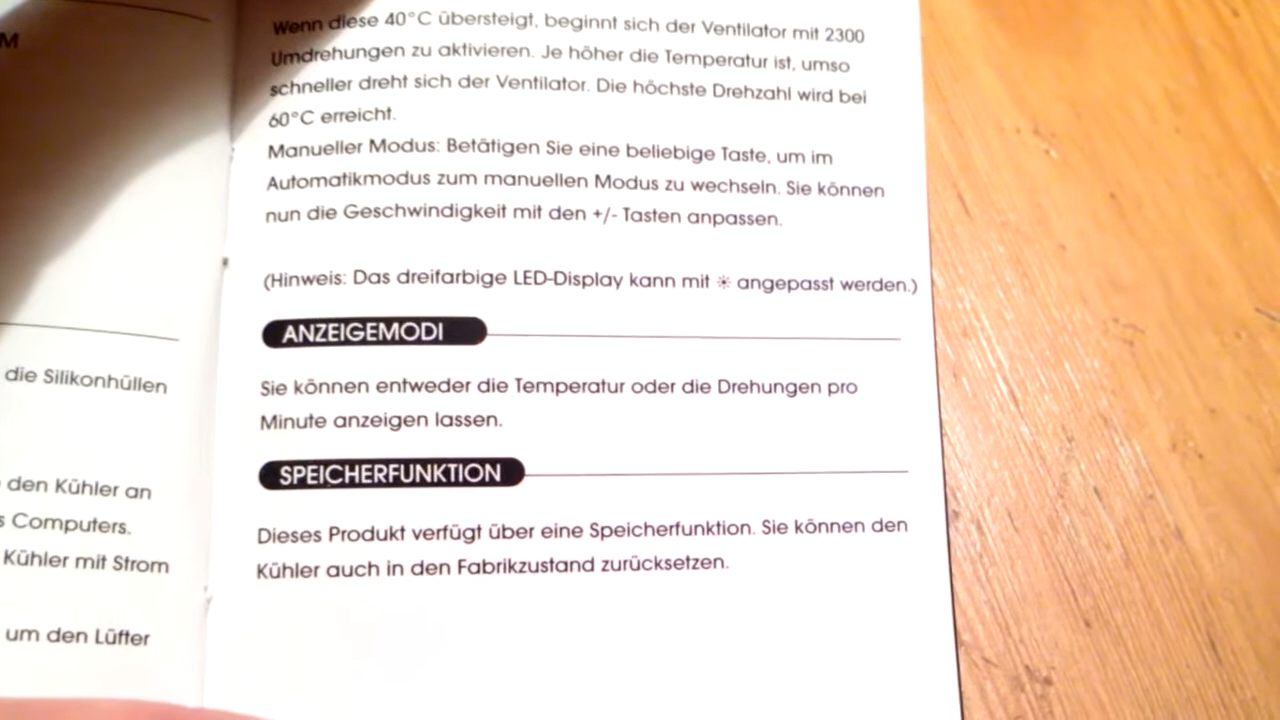 M
die Silikonhüllen
den Kühler an
s Computers.
Kühler mit Strom
um den Lüfter
Wenn diese 40°C übersteigt, beginnt sich der Ventilator mit 2300
Umdrehungen zu aktivieren. Je höher die Temperatur ist, umso
schneller dreht sich der Ventilator. Die höchste Drehzahl wird bei
60°C erreicht.
Manueller Modus: Betätigen Sie eine beliebige Taste, um im
Automatikmodus zum manuellen Modus zu wechseln. Sie können
nun die Geschwindigkeit mit den +/- Tasten anpassen.
(Hinweis: Das dreifarbige LED-Display kann mit ☀ angepasst werden.)
ANZEIGEMODI
Sie können entweder die Temperatur oder die Drehungen pro
Minute anzeigen lassen.
SPEICHERFUNKTION
Dieses Produkt verfügt über eine Speicherfunktion. Sie können den
Kühler auch in den Fabrikzustand zurücksetzen.